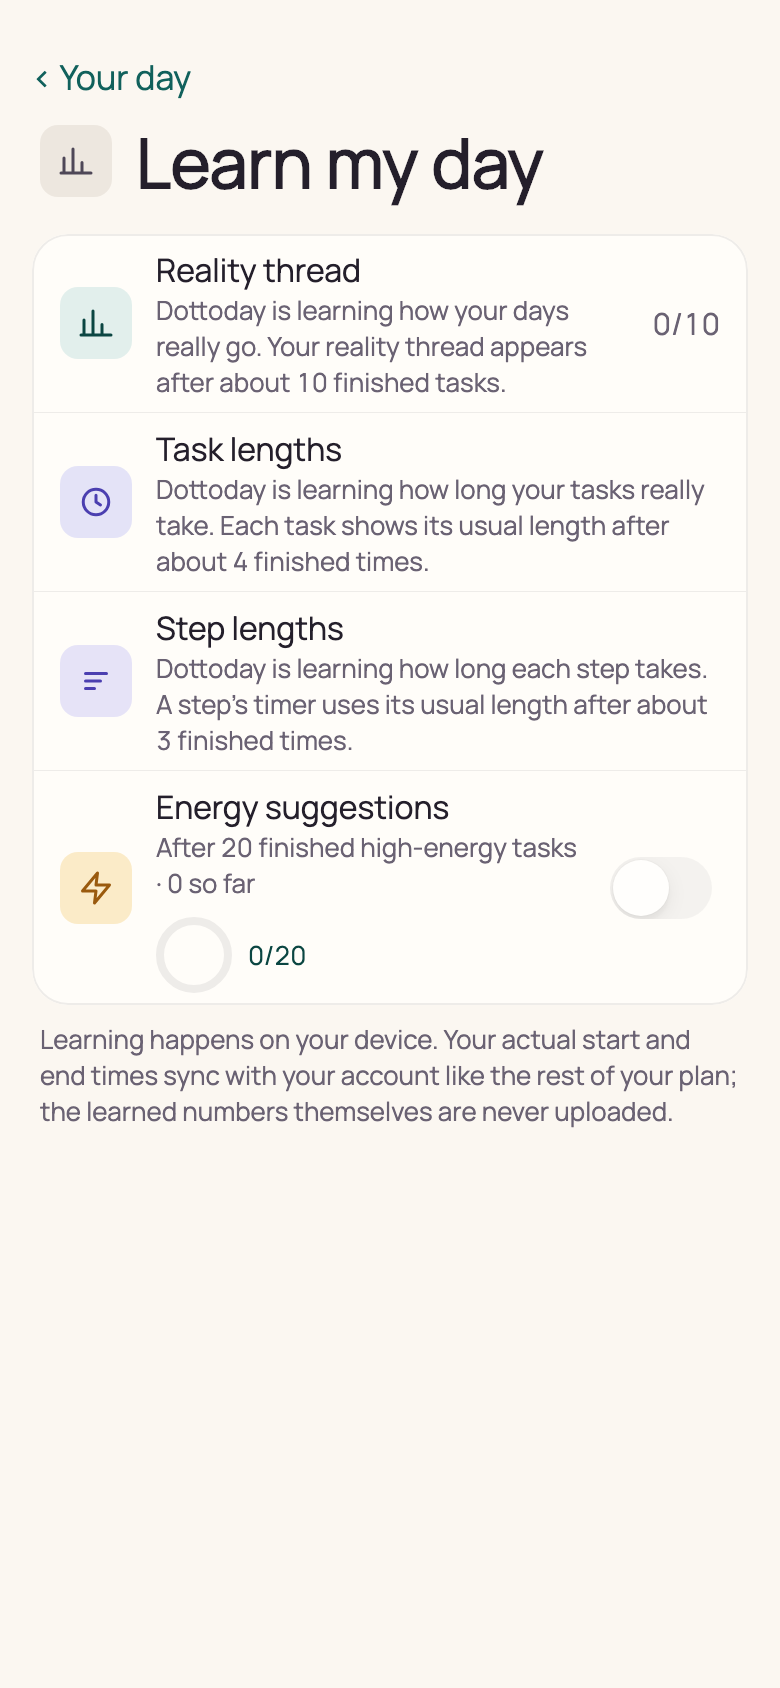 ‹ Your day
Learn my day
Reality thread
Dottoday is learning how your days
really go. Your reality thread appears
after about 10 finished tasks.
0/10
Task lengths
Dottoday is learning how long your tasks really
take. Each task shows its usual length after
about 4 finished times.
Step lengths
Dottoday is learning how long each step takes.
A step’s timer uses its usual length after about
3 finished times.
Energy suggestions
After 20 finished high-energy tasks
· 0 so far
0/20
Learning happens on your device. Your actual start and
end times sync with your account like the rest of your plan;
the learned numbers themselves are never uploaded.